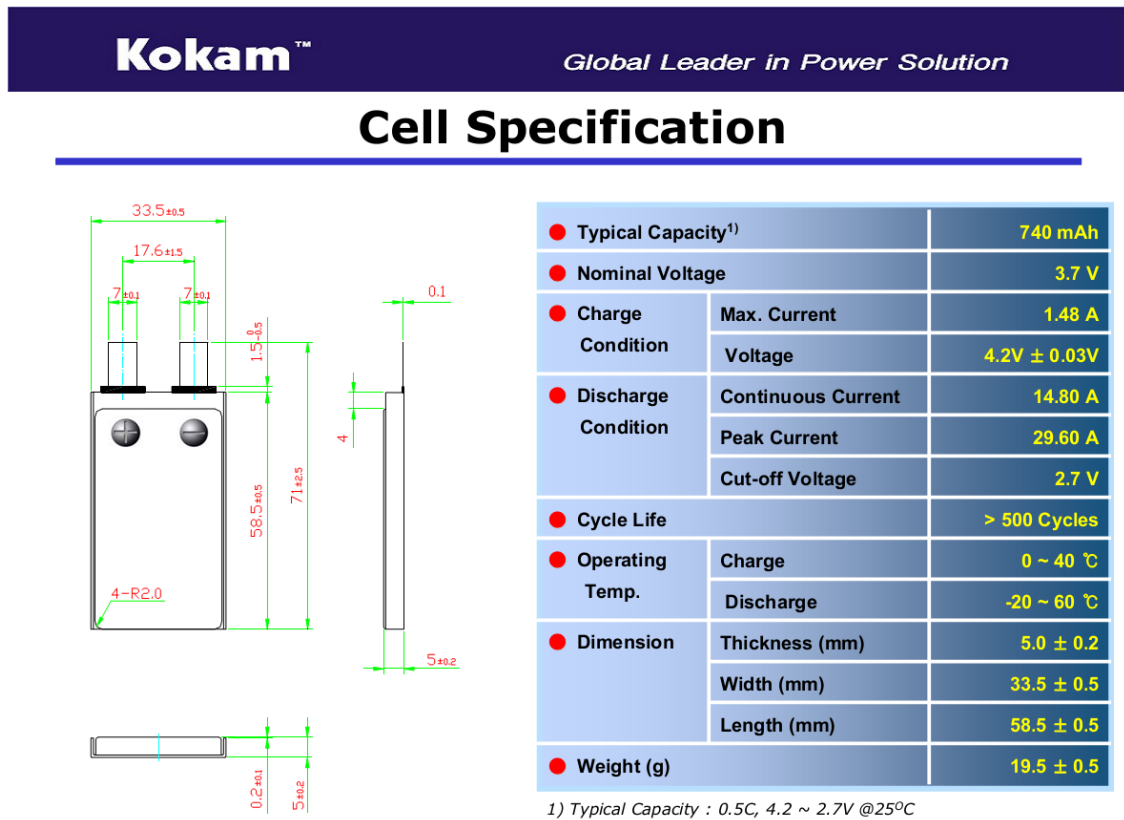 Kokam™
Global Leader in Power Solution
Cell Specification
33.5±0.5
17.6±1.5
7±0.1 7±0.1
0.1
1.5 0 -0.5
4
58.5±0.5
71±2.5
4-R2.0
5±0.2
0.2±0.1
5±0.2
Typical Capacity1) 740 mAh
Nominal Voltage 3.7 V
Charge Condition Max. Current 1.48 A
Voltage 4.2V ± 0.03V
Discharge Condition Continuous Current 14.80 A
Peak Current 29.60 A
Cut-off Voltage 2.7 V
Cycle Life > 500 Cycles
Operating Temp. Charge 0 ~ 40 ℃
Discharge -20 ~ 60 ℃
Dimension Thickness (mm) 5.0 ± 0.2
Width (mm) 33.5 ± 0.5
Length (mm) 58.5 ± 0.5
Weight (g) 19.5 ± 0.5
1) Typical Capacity : 0.5C, 4.2 ~ 2.7V @25OC